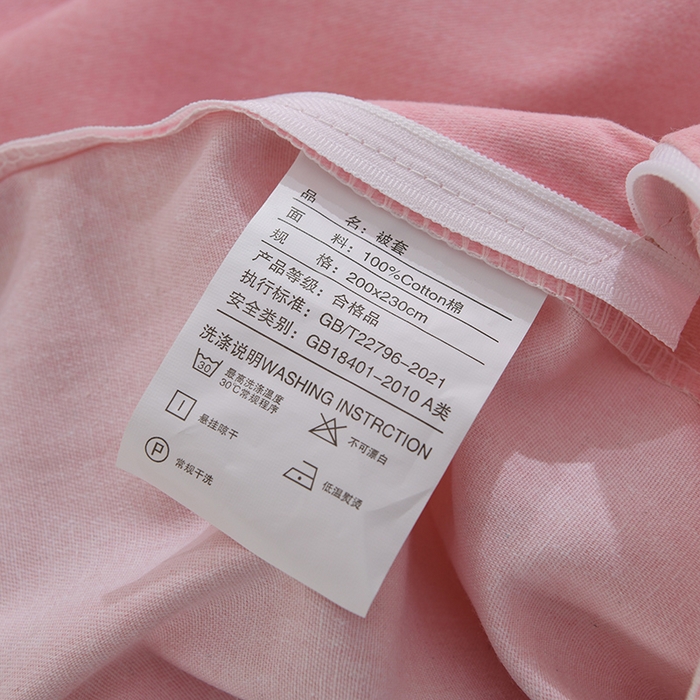 品 名：被套
面 料：100%Cotton棉
规 格：200x230cm
产品等级：合格品
执行标准：GB/T22796-2021
安全类别：GB18401-2010 A类
洗涤说明WASHING INSTRCTION
30 最高洗涤温度
30℃常规程序
不可漂白
悬挂晾干
低温熨烫
P 常规干洗